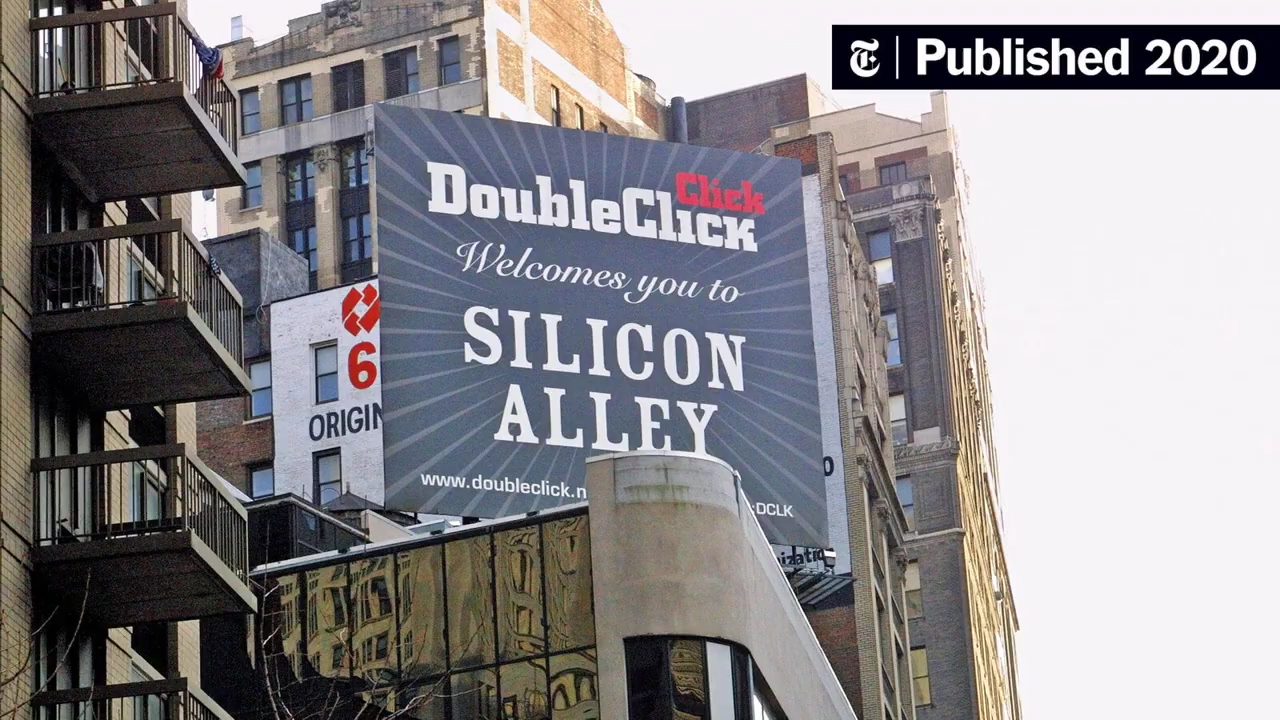 Published 2020
Click
DoubleClick
Welcomes you to
SILICON
ALLEY
www.doubleclick.n
:DCLK
6
ORIGIN